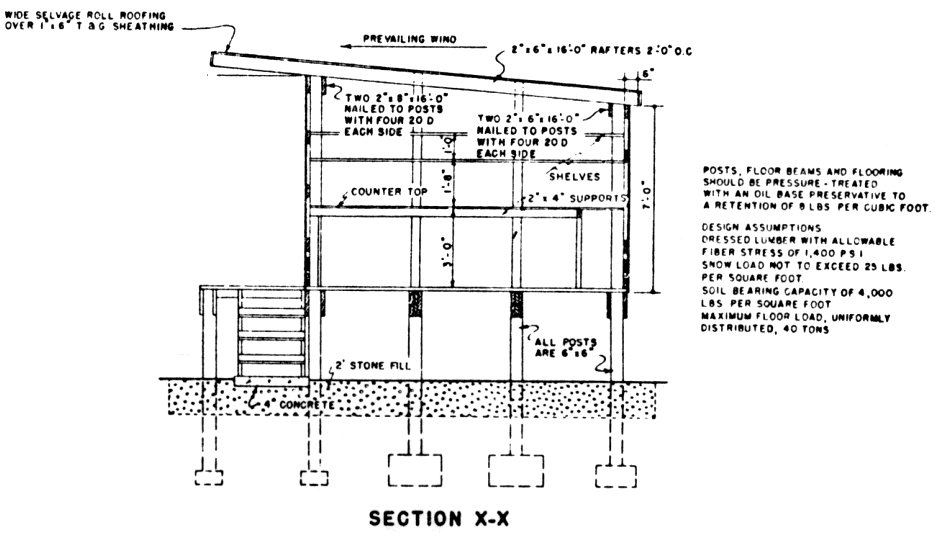 WIDE SELVAGE ROLL ROOFING
OVER 1" x 6" T & G SHEATHING
PREVAILING WIND
2" x 6" x 16'-0" RAFTERS 2'-0" O.C
6"
TWO 2" x 8" x 16'-0"
NAILED TO POSTS
WITH FOUR 20 D
EACH SIDE
TWO 2" x 6" x 16'-0"
NAILED TO POSTS
WITH FOUR 20 D
EACH SIDE
1'-0"
SHELVES
1'-8"
COUNTER TOP
2" x 4" SUPPORTS
7'-0"
3'-0"
POSTS, FLOOR BEAMS AND FLOORING
SHOULD BE PRESSURE-TREATED
WITH AN OIL BASE PRESERVATIVE TO
A RETENTION OF 8 LBS PER CUBIC FOOT.
DESIGN ASSUMPTIONS
DRESSED LUMBER WITH ALLOWABLE
FIBER STRESS OF 1,400 PSI
SNOW LOAD NOT TO EXCEED 25 LBS.
PER SQUARE FOOT.
SOIL BEARING CAPACITY OF 4,000
LBS PER SQUARE FOOT
MAXIMUM FLOOR LOAD, UNIFORMLY
DISTRIBUTED, 40 TONS
ALL POSTS
ARE 6" x 6"
2' STONE FILL
4" CONCRETE
SECTION X-X